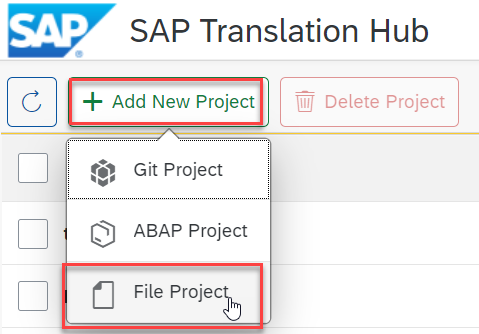 SAP SAP Translation Hub
Add New Project Delete Project
Git Project
ABAP Project
File Project